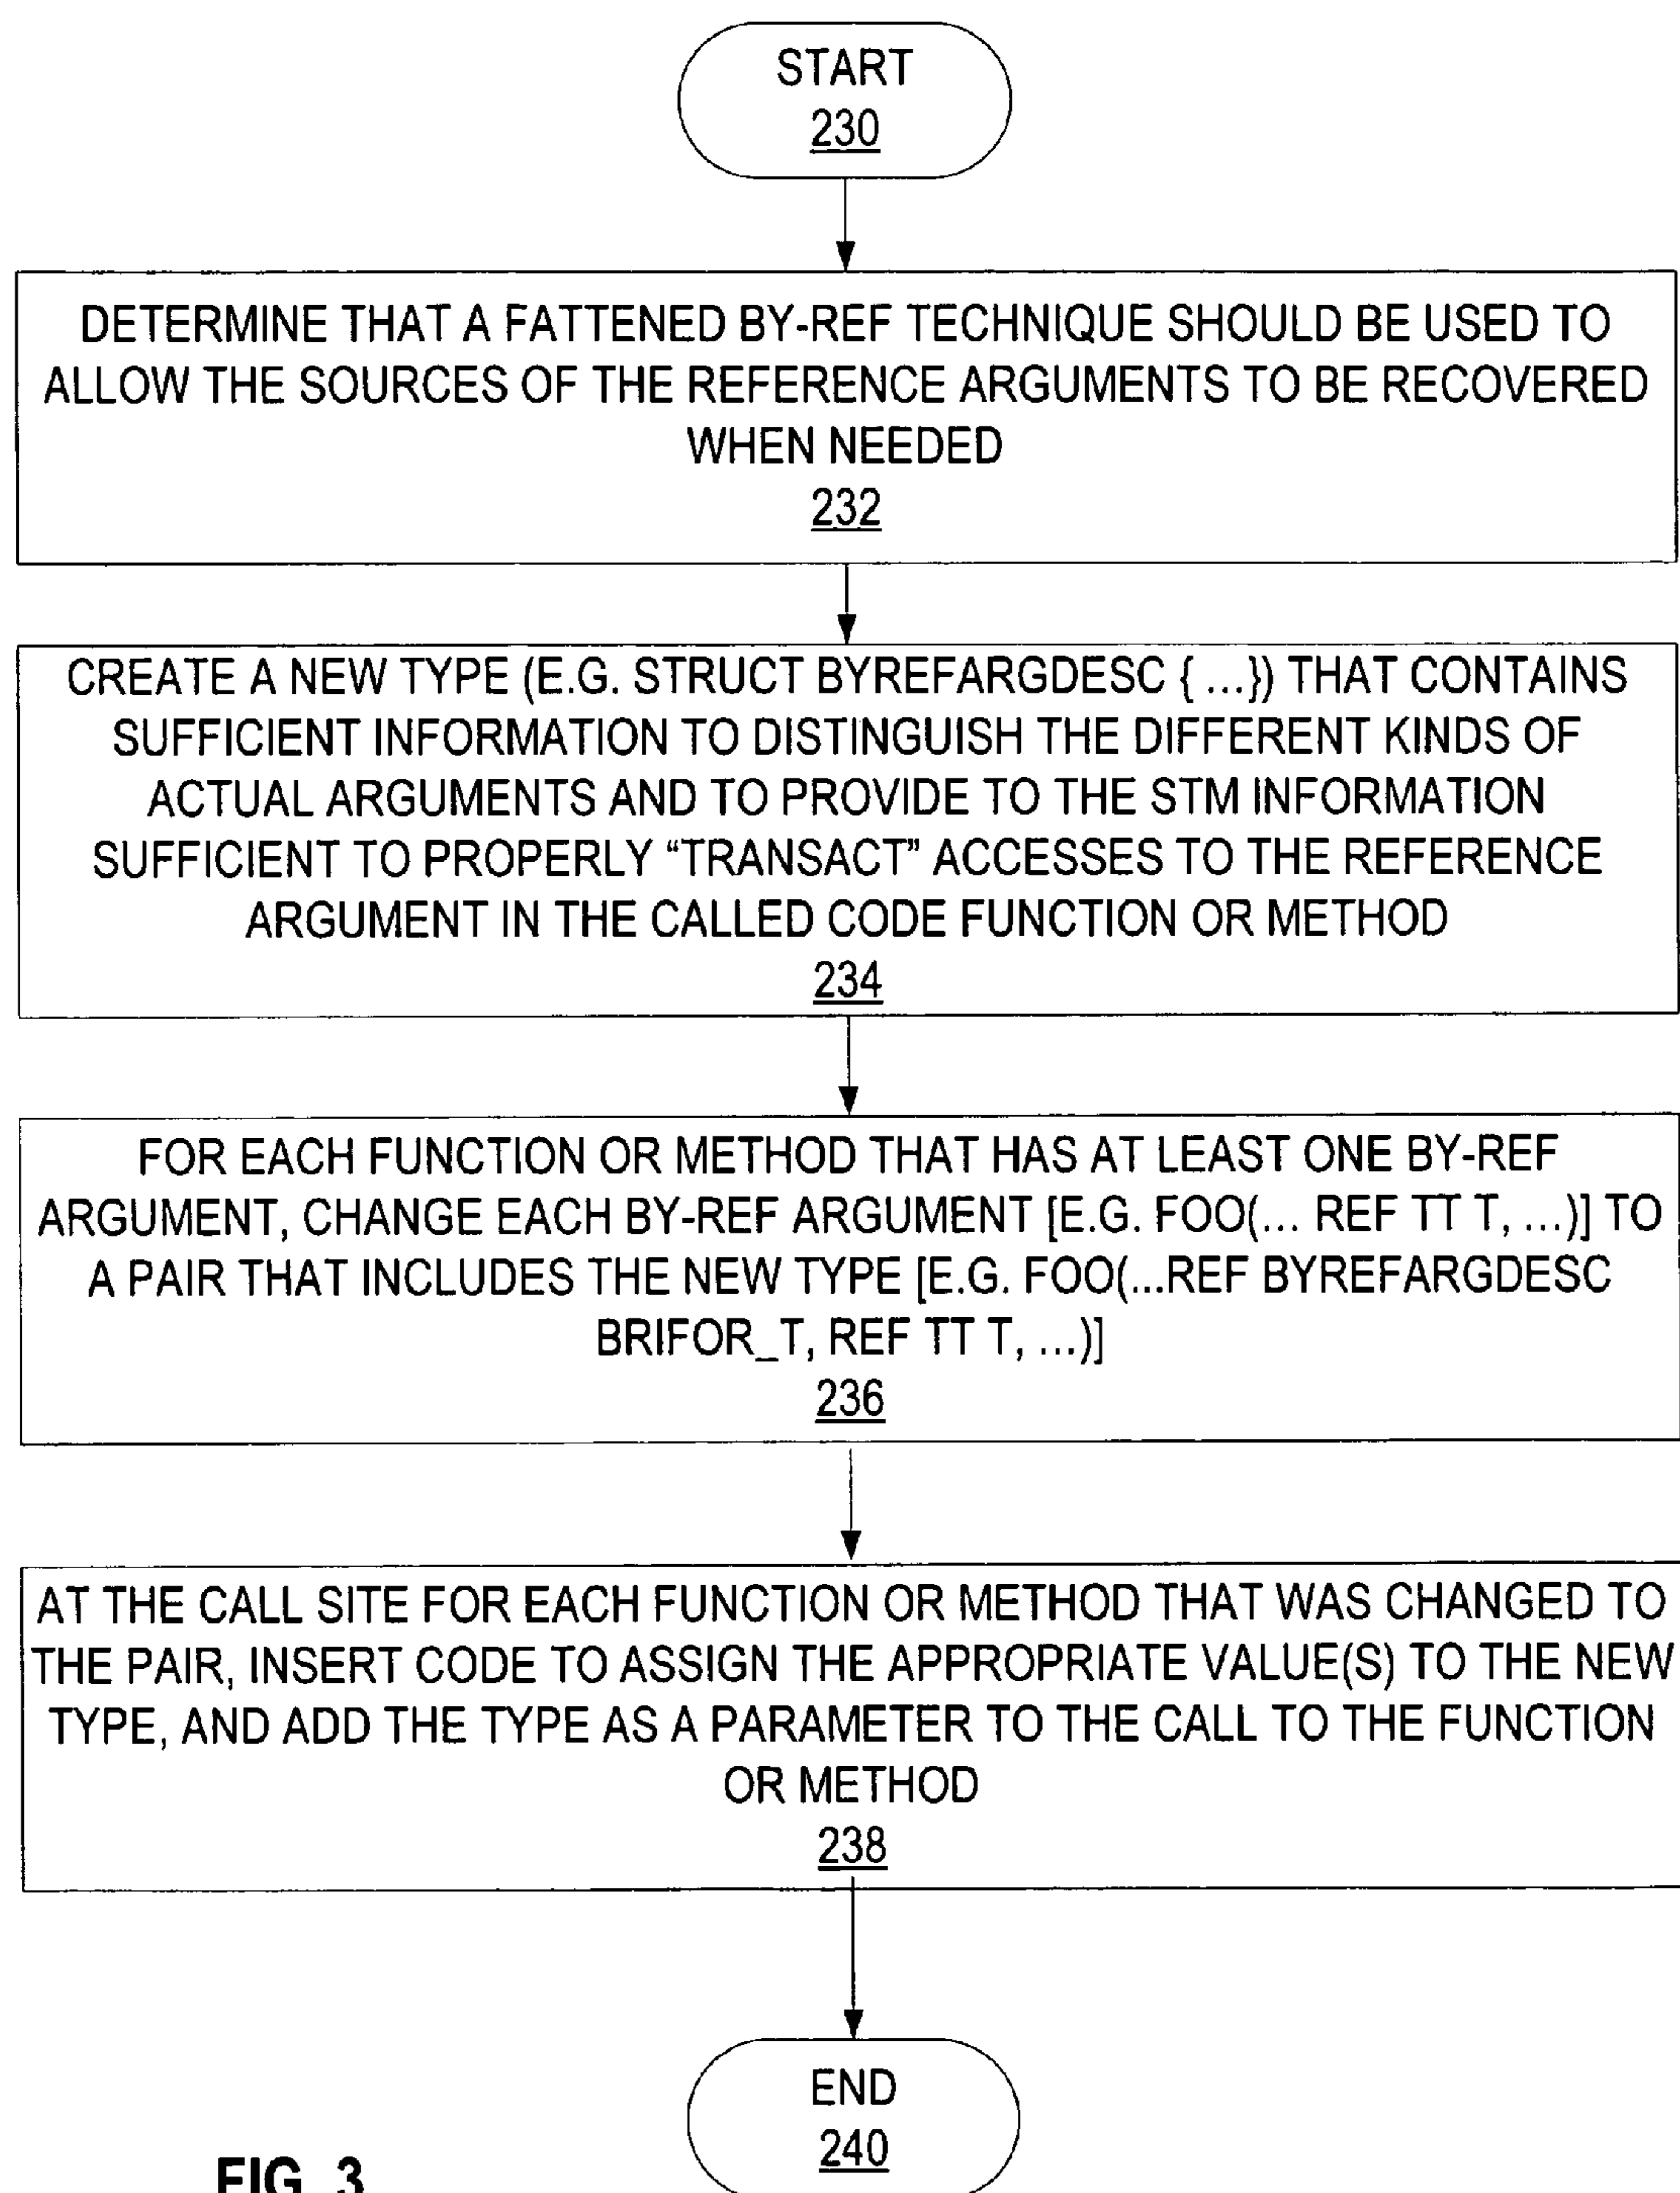 START
230
DETERMINE THAT A FATTENED BY-REF TECHNIQUE SHOULD BE USED TO
ALLOW THE SOURCES OF THE REFERENCE ARGUMENTS TO BE RECOVERED
WHEN NEEDED
232
CREATE A NEW TYPE (E.G. STRUCT BYREFARGDESC { ...}) THAT CONTAINS
SUFFICIENT INFORMATION TO DISTINGUISH THE DIFFERENT KINDS OF
ACTUAL ARGUMENTS AND TO PROVIDE TO THE STM INFORMATION
SUFFICIENT TO PROPERLY “TRANSACT” ACCESSES TO THE REFERENCE
ARGUMENT IN THE CALLED CODE FUNCTION OR METHOD
234
FOR EACH FUNCTION OR METHOD THAT HAS AT LEAST ONE BY-REF
ARGUMENT, CHANGE EACH BY-REF ARGUMENT [E.G. FOO(... REF TT T, ...)] TO
A PAIR THAT INCLUDES THE NEW TYPE [E.G. FOO(...REF BYREFARGDESC
BRIFOR_T, REF TT T, ...)]
236
AT THE CALL SITE FOR EACH FUNCTION OR METHOD THAT WAS CHANGED TO
THE PAIR, INSERT CODE TO ASSIGN THE APPROPRIATE VALUE(S) TO THE NEW
TYPE, AND ADD THE TYPE AS A PARAMETER TO THE CALL TO THE FUNCTION
OR METHOD
238
END
240
FIG. 3